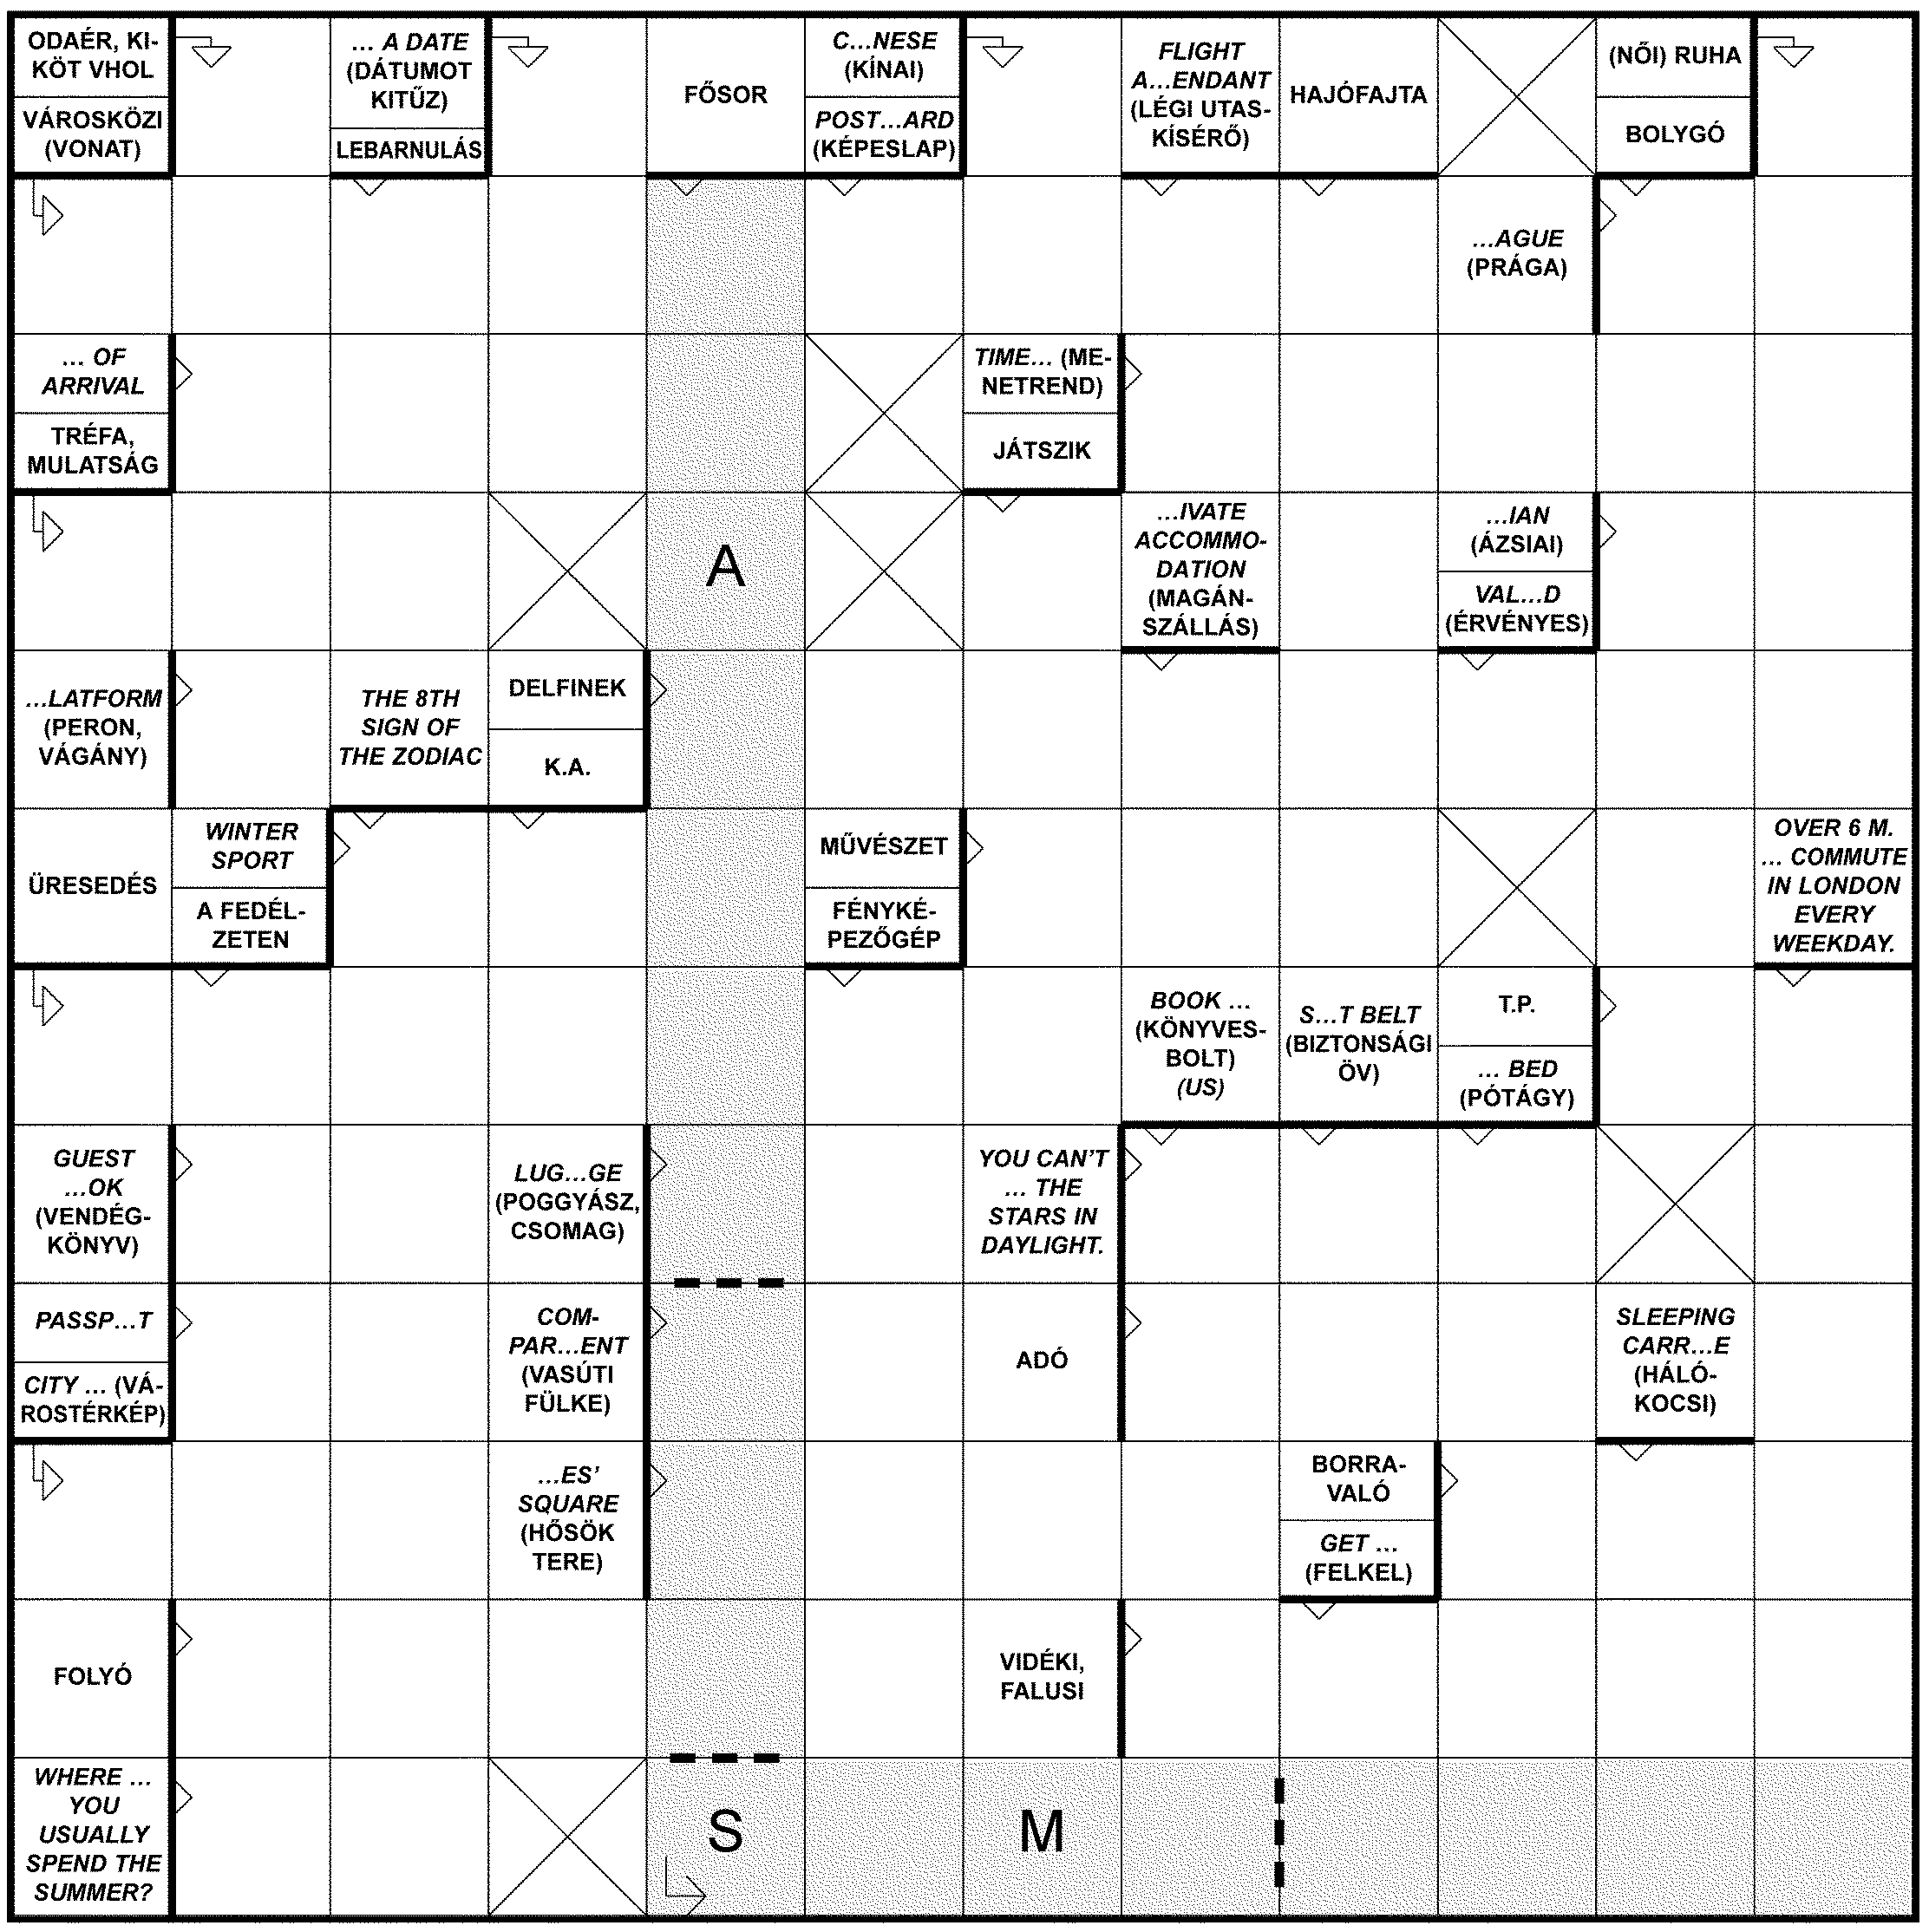 ODAÉR, KI-
KÖT VHOL
VÁROSKÖZI
(VONAT)
… A DATE
(DÁTUMOT
KITŰZ)
LEBARNULÁS
FŐSOR
C…NESE
(KÍNAI)
POST…ARD
(KÉPESLAP)
FLIGHT
A…ENDANT
(LÉGI UTAS-
KÍSÉRŐ)
HAJÓFAJTA
(NŐI) RUHA
BOLYGÓ
…AGUE
(PRÁGA)
… OF
ARRIVAL
TRÉFA,
MULATSÁG
TIME… (ME-
NETREND)
JÁTSZIK
A
…IVATE
ACCOMMO-
DATION
(MAGÁN-
SZÁLLÁS)
…IAN
(ÁZSIAI)
VAL…D
(ÉRVÉNYES)
…LATFORM
(PERON,
VÁGÁNY)
THE 8TH
SIGN OF
THE ZODIAC
DELFINEK
K.A.
ÜRESEDÉS
WINTER
SPORT
A FEDÉL-
ZETEN
MŰVÉSZET
FÉNYKÉ-
PEZŐGÉP
OVER 6 M.
… COMMUTE
IN LONDON
EVERY
WEEKDAY.
BOOK …
(KÖNYVES-
BOLT)
(US)
S…T BELT
(BIZTONSÁGI
ÖV)
T.P.
… BED
(PÓTÁGY)
GUEST
…OK
(VENDÉG-
KÖNYV)
LUG…GE
(POGGYÁSZ,
CSOMAG)
YOU CAN'T
… THE
STARS IN
DAYLIGHT.
PASSP…T
CITY … (VÁ-
ROSTÉRKÉP)
COM-
PAR…ENT
(VASÚTI
FÜLKE)
ADÓ
SLEEPING
CARR…E
(HÁLÓ-
KOCSI)
…ES'
SQUARE
(HŐSÖK
TERE)
BORRA-
VALÓ
GET …
(FELKEL)
FOLYÓ
VIDÉKI,
FALUSI
WHERE …
YOU
USUALLY
SPEND THE
SUMMER?
S
M